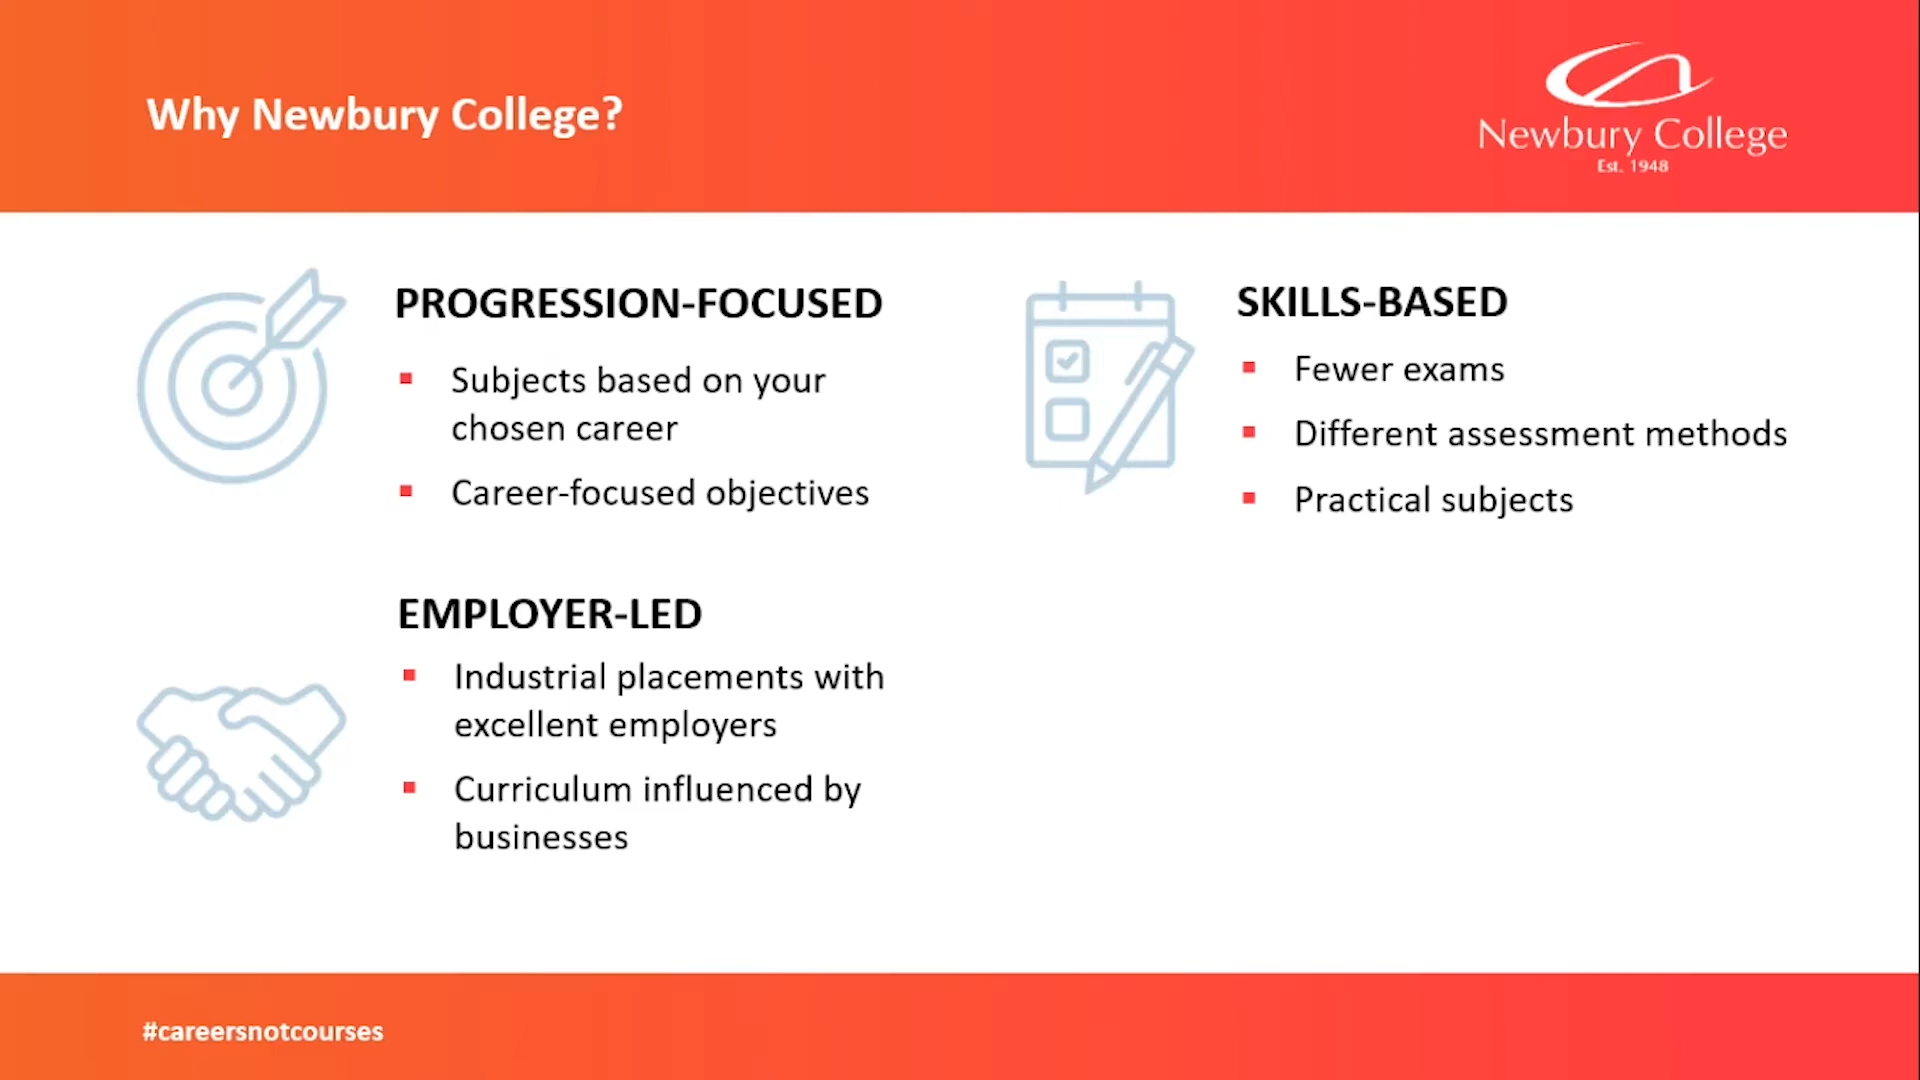 Why Newbury College?
Newbury College
Est. 1948
PROGRESSION-FOCUSED
Subjects based on your
chosen career
Career-focused objectives
SKILLS-BASED
Fewer exams
Different assessment methods
Practical subjects
EMPLOYER-LED
Industrial placements with
excellent employers
Curriculum influenced by
businesses
#careersnotcourses